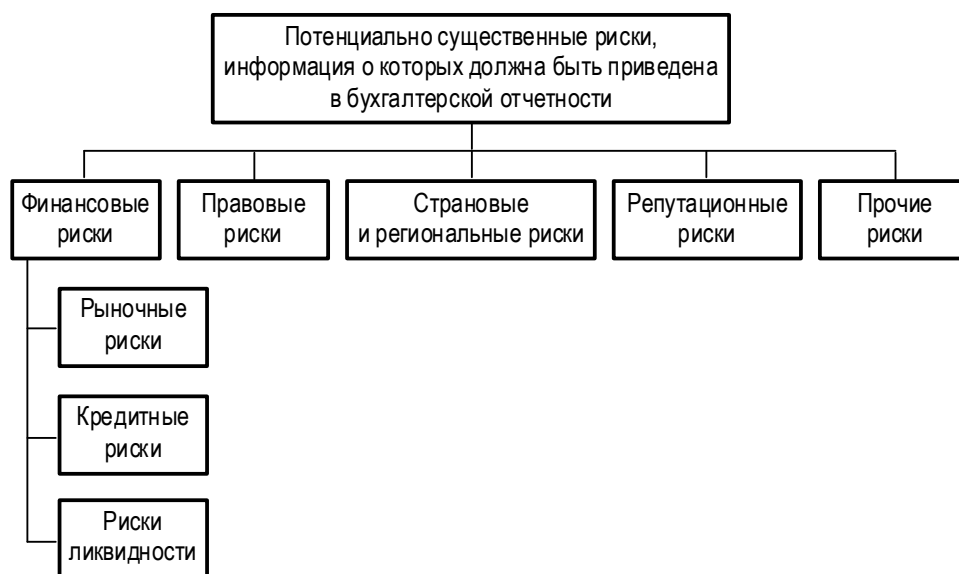 Потенциально существенные риски,
информация о которых должна быть приведена
в бухгалтерской отчетности
Финансовые
риски
Правовые
риски
Страновые
и региональные риски
Репутационные
риски
Прочие
риски
Рыночные
риски
Кредитные
риски
Риски
ликвидности